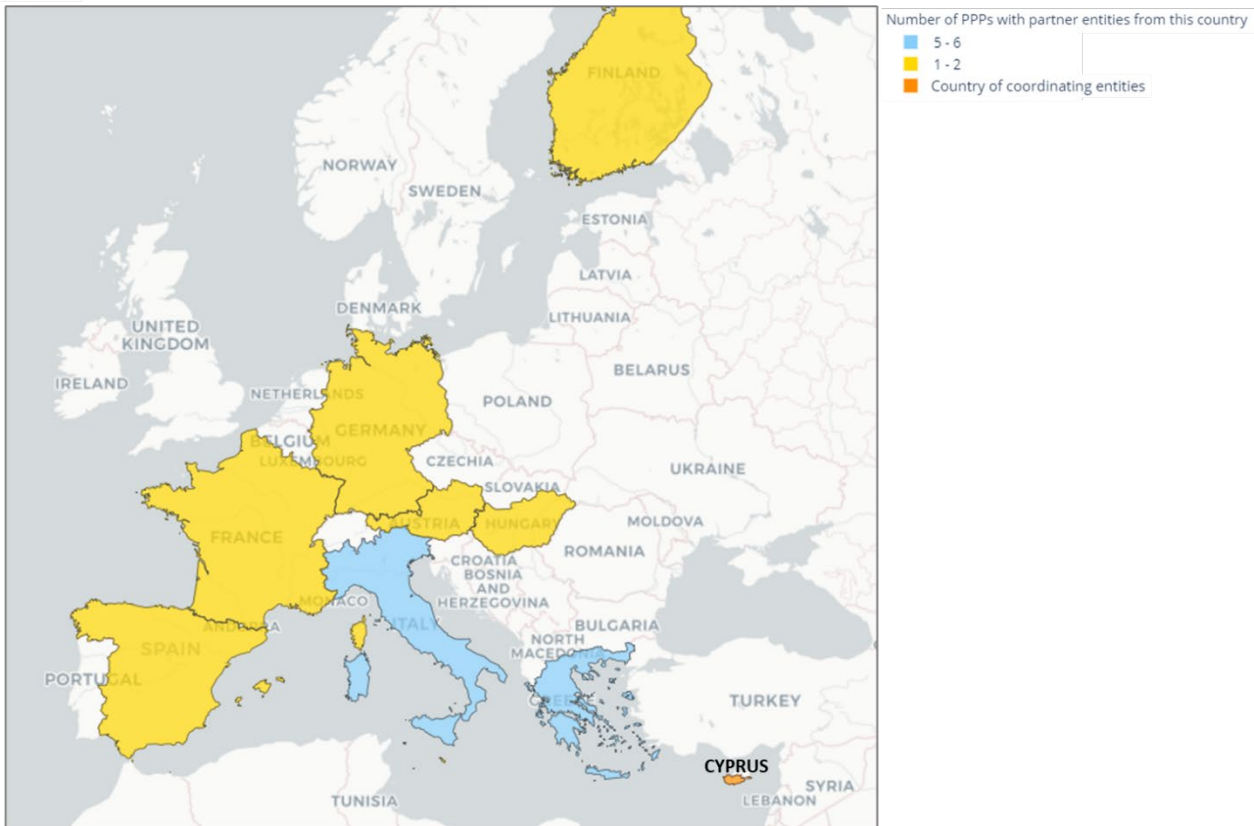 Number of PPPs with partner entities from this country
5 - 6
1 - 2
Country of coordinating entities
FINLAND
NORWAY
SWEDEN
ESTONIA
LATVIA
DENMARK
LITHUANIA
UNITED
KINGDOM
IRELAND
BELARUS
NETHERLANDS
POLAND
GERMANY
BELGIUM
LUXEMBOURG
CZECHIA
UKRAINE
SLOVAKIA
AUSTRIA
HUNGARY
MOLDOVA
FRANCE
ROMANIA
CROATIA
BOSNIA
AND
HERZEGOVINA
MONACO
ITALY
ANDORRA
BULGARIA
NORTH
MACEDONIA
SPAIN
PORTUGAL
GREECE
TURKEY
CYPRUS
SYRIA
LEBANON
TUNISIA